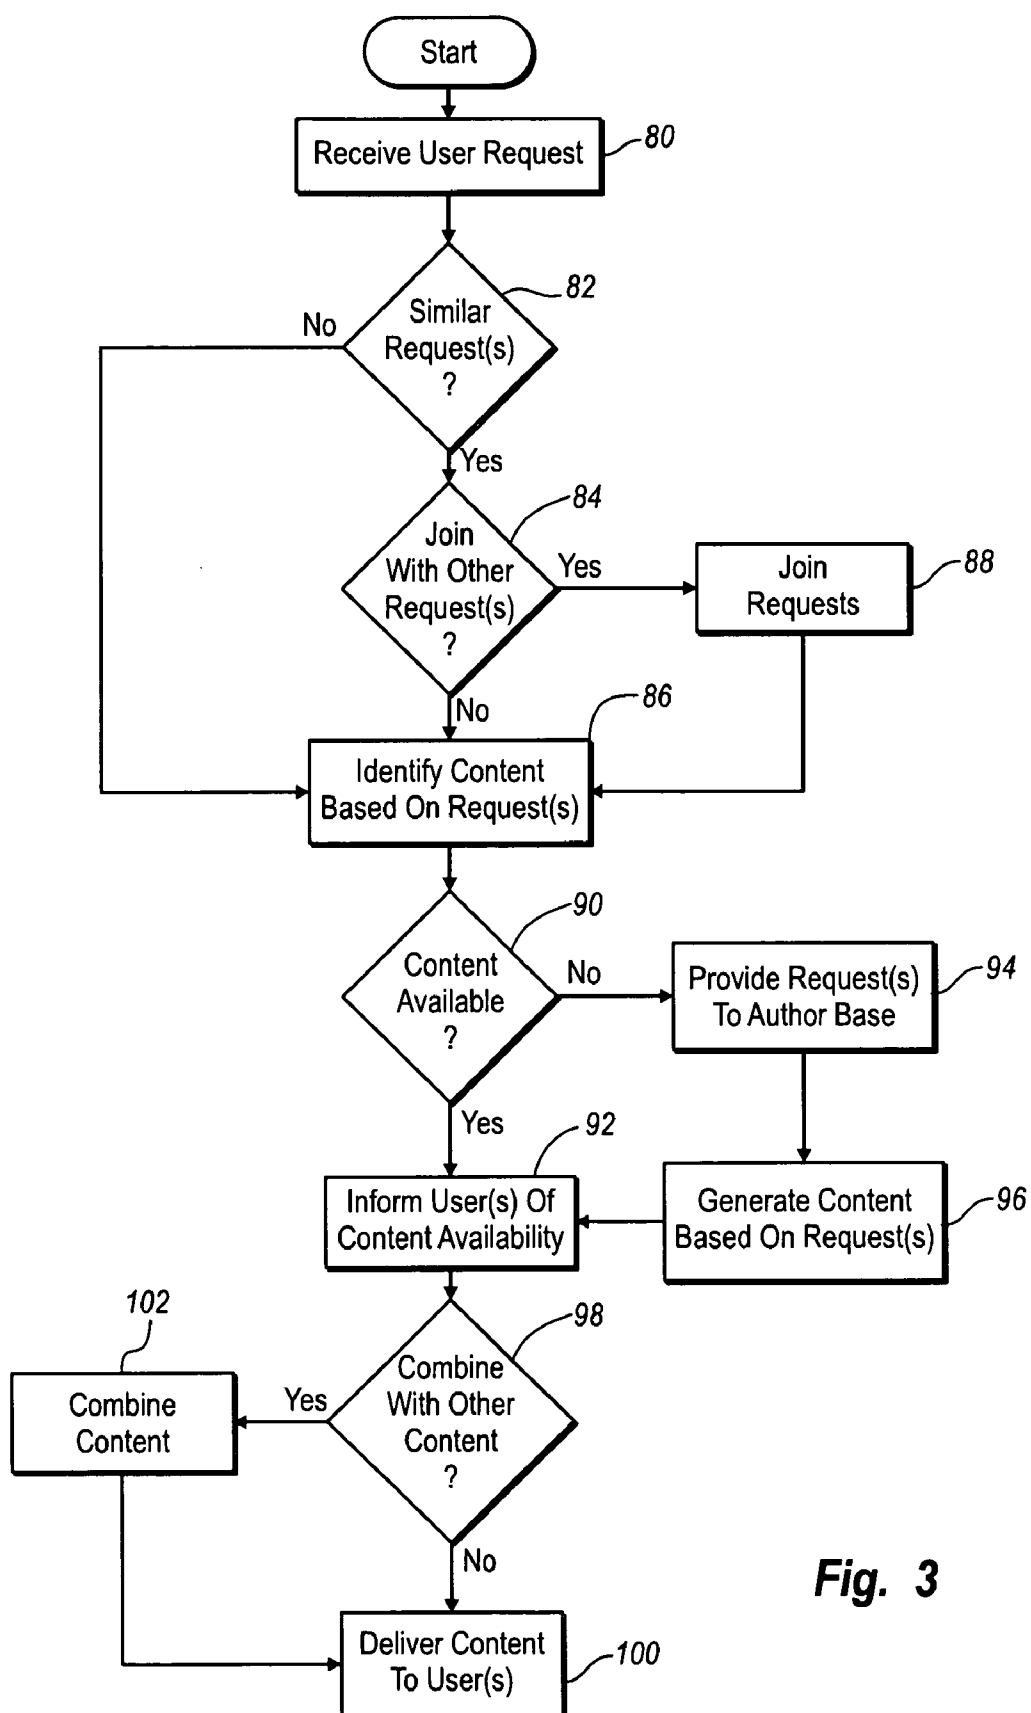 Start
Receive User Request
80
82
Similar
Request(s)
?
No
Yes
84
Join
With Other
Request(s)
?
Yes
Join
Requests
88
No
86
Identify Content
Based On Request(s)
90
Content
Available
?
No
Provide Request(s)
To Author Base
94
Yes
92
Inform User(s) Of
Content Availability
Generate Content
Based On Request(s)
96
102
98
Combine
With Other
Content
?
Yes
Combine
Content
No
Fig. 3
Deliver Content
To User(s)
100